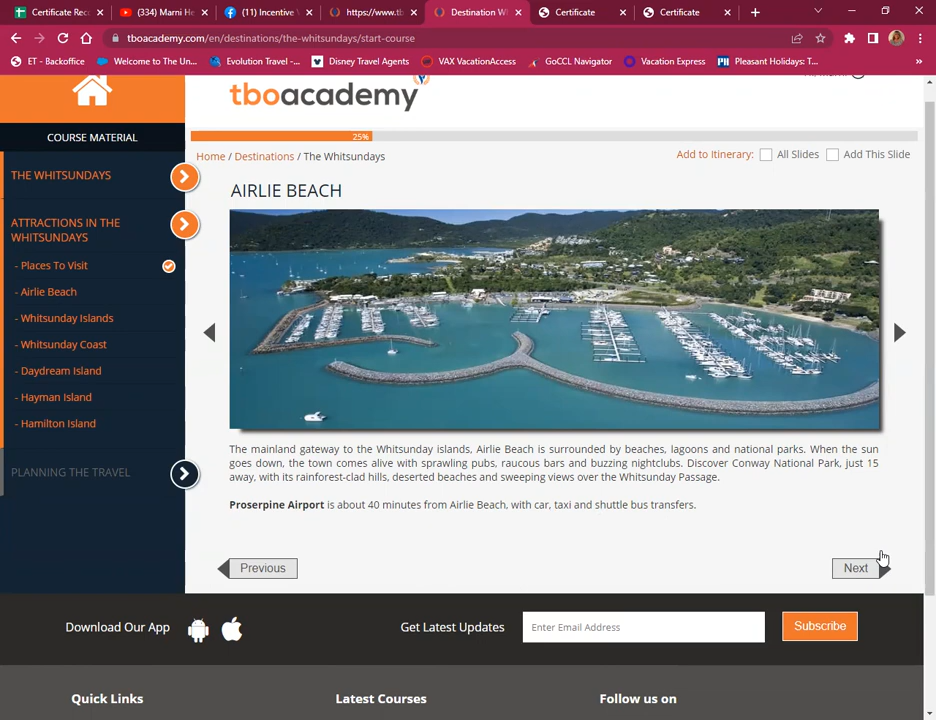 Certificate Rec
(334) Marni He
(11) Incentive
https://www.tb
Destination W
Certificate
Certificate
tboacademy.com/en/destinations/the-whitsundays/start-course
ET - Backoffice
Welcome to The Un...
Evolution Travel -...
Disney Travel Agents
VAX VacationAccess
GoCCL Navigator
Vacation Express
Pleasant Holidays: T...
COURSE MATERIAL
THE WHITSUNDAYS
ATTRACTIONS IN THE
WHITSUNDAYS
- Places To Visit
- Airlie Beach
- Whitsunday Islands
- Whitsunday Coast
- Daydream Island
- Hayman Island
- Hamilton Island
PLANNING THE TRAVEL
tboacademy
25%
Home / Destinations / The Whitsundays
Add to Itinerary: All Slides Add This Slide
AIRLIE BEACH
The mainland gateway to the Whitsunday islands, Airlie Beach is surrounded by beaches, lagoons and national parks. When the sun
goes down, the town comes alive with sprawling pubs, raucous bars and buzzing nightclubs. Discover Conway National Park, just 15
away, with its rainforest-clad hills, deserted beaches and sweeping views over the Whitsunday Passage.
Proserpine Airport is about 40 minutes from Airlie Beach, with car, taxi and shuttle bus transfers.
Previous
Next
Download Our App
Get Latest Updates
Enter Email Address
Subscribe
Quick Links
Latest Courses
Follow us on